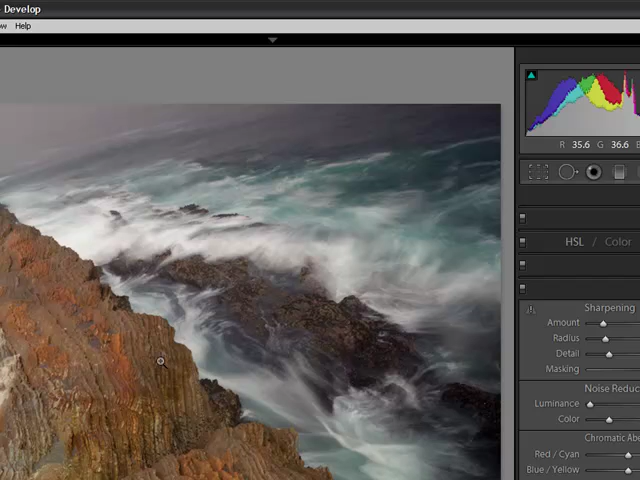 Develop
Help
R 35.6 G 36.6
HSL / Color
Sharpening
Amount
Radius
Detail
Masking
Noise Reduc
Luminance
Color
Chromatic Abe
Red / Cyan
Blue / Yellow